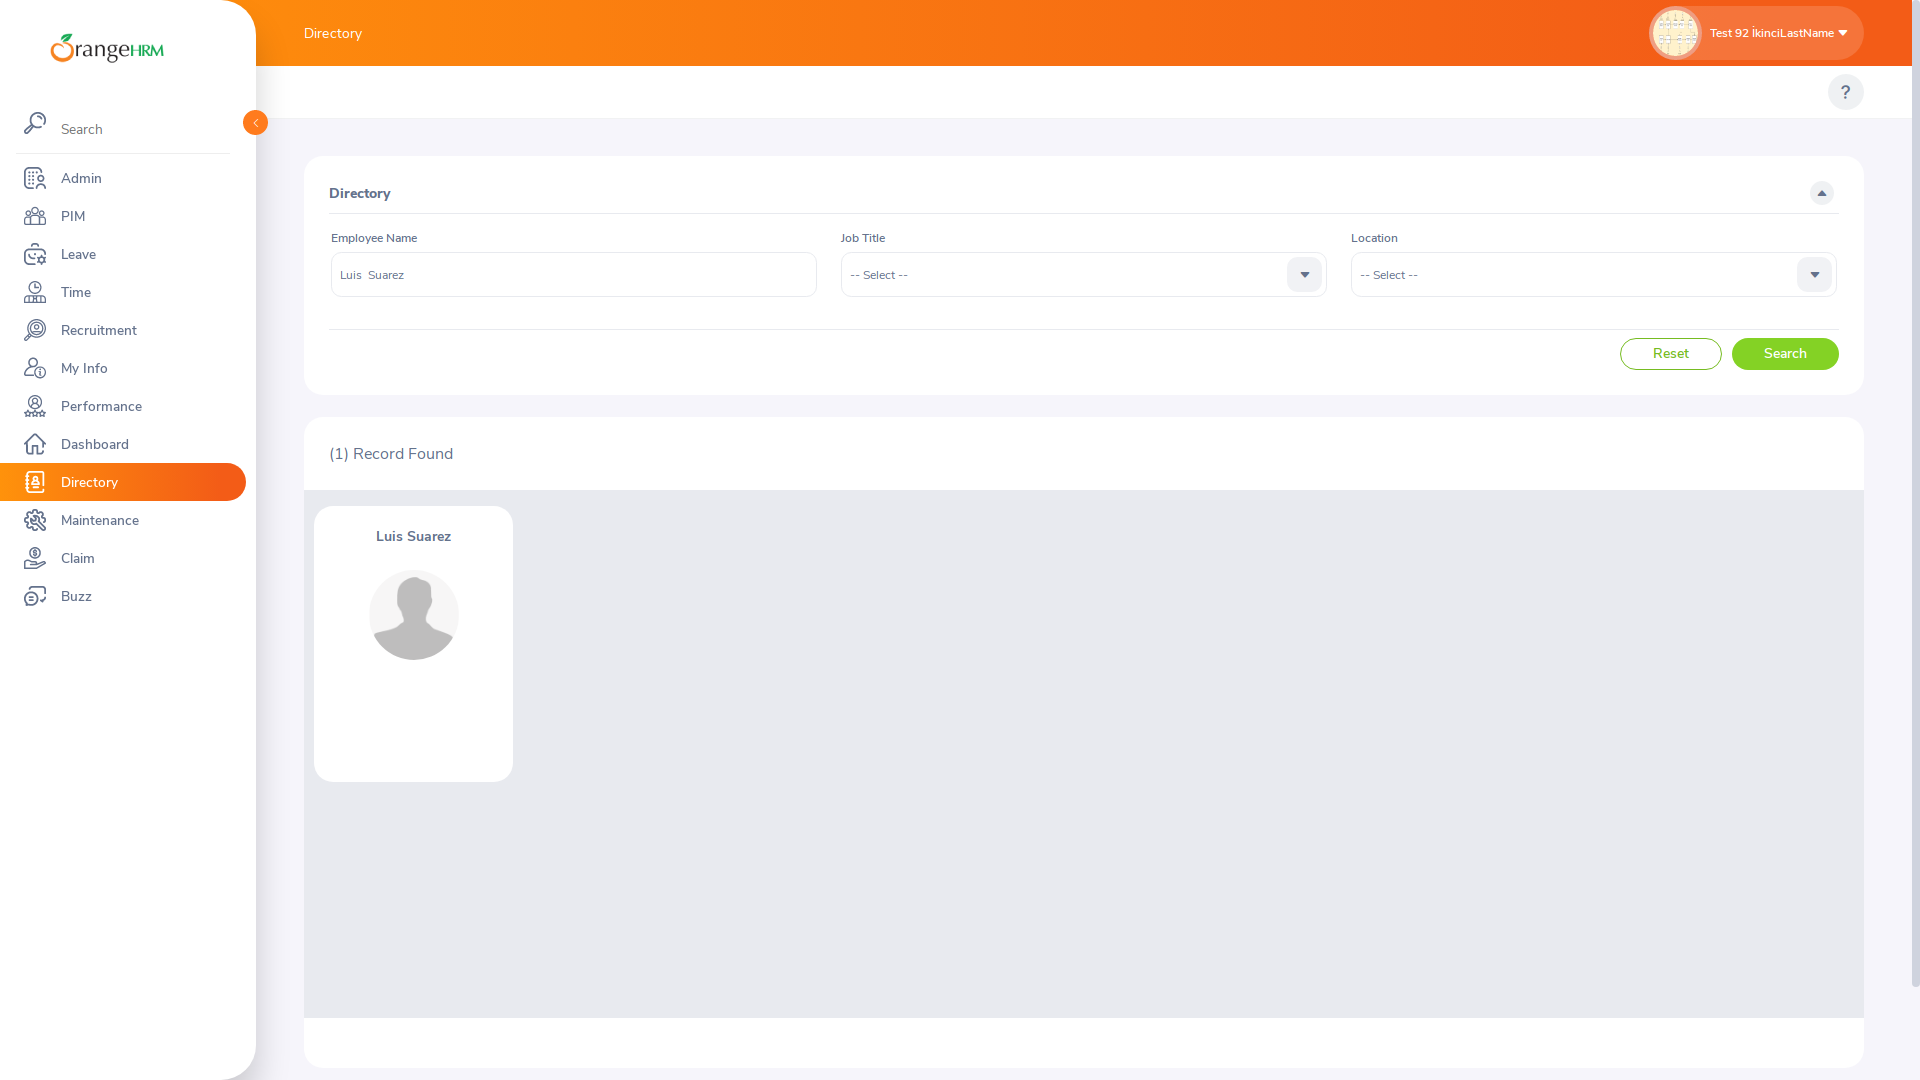 OrangeHRM
Search
Admin
PIM
Leave
Time
Recruitment
My Info
Performance
Dashboard
Directory
Maintenance
Claim
Buzz
Directory
Test 92 İkinciLastName
?
Directory
Employee Name
Job Title
Location
Luis  Suarez
-- Select --
-- Select --
Reset
Search
(1) Record Found
Luis Suarez